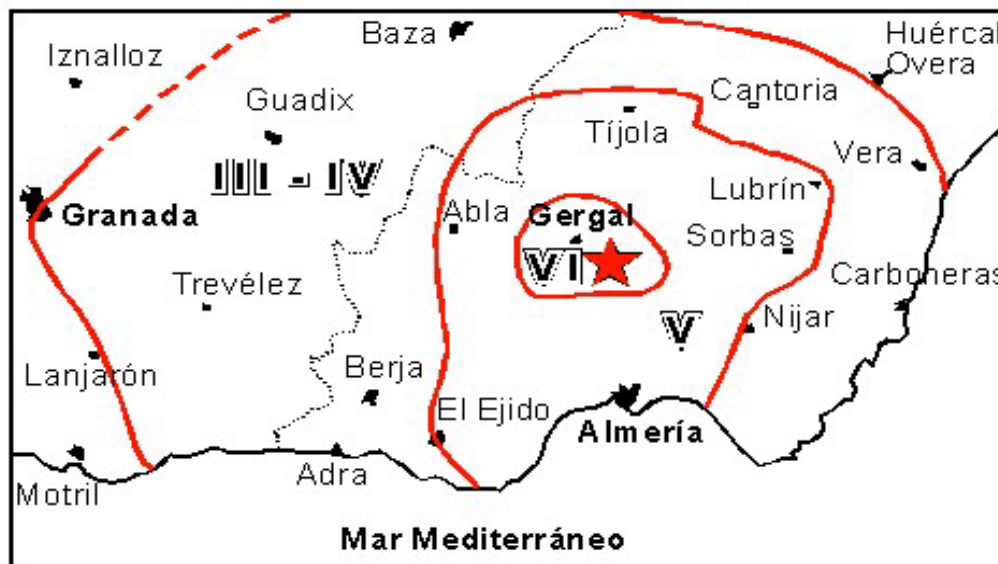 Baza
Iznalloz
Huércal
Overa
Guadix
Cantoria
Tíjola
Vera
III - IV
Lubrín
Abla
Granada
Gergal
Sorbas
VI
Carboneras
Trevélez
Nijar
V
Lanjarón
Berja
El Ejido
Almería
Adra
Motril
Mar Mediterráneo